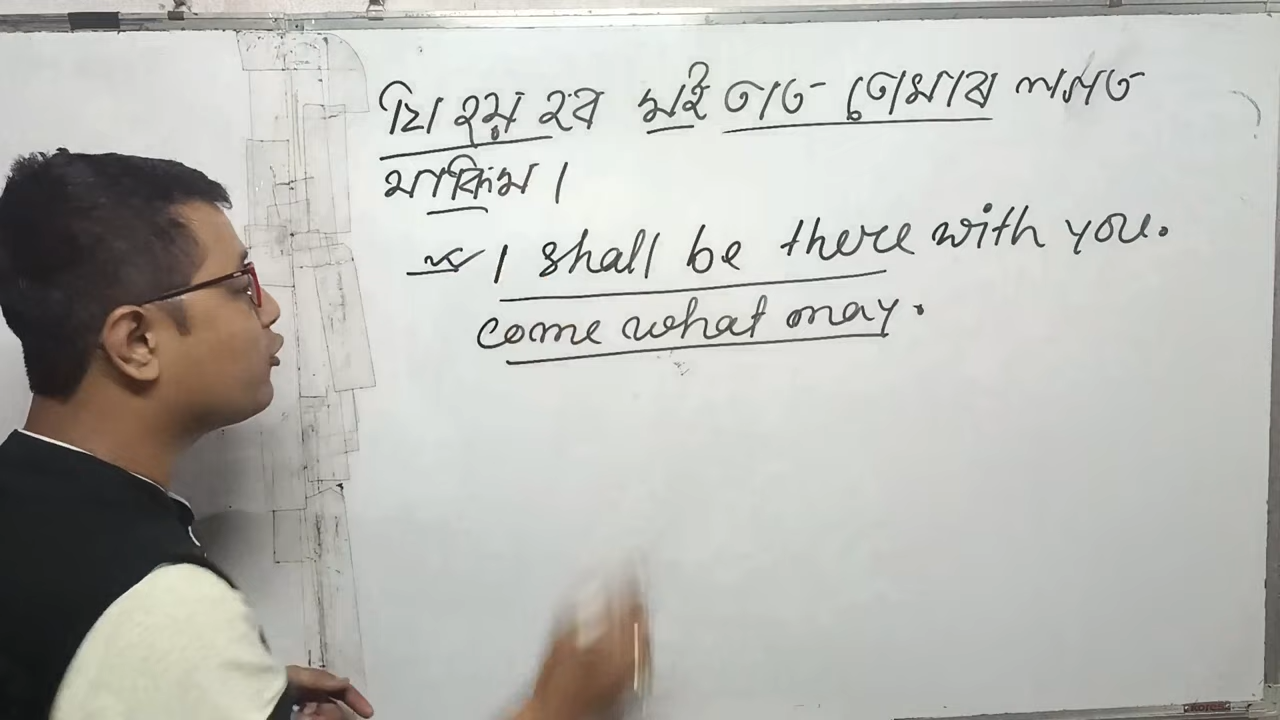 যি হয় হব মই তাত তোমাৰ লগত
থাকিম।
I shall be there with you.
come what may.